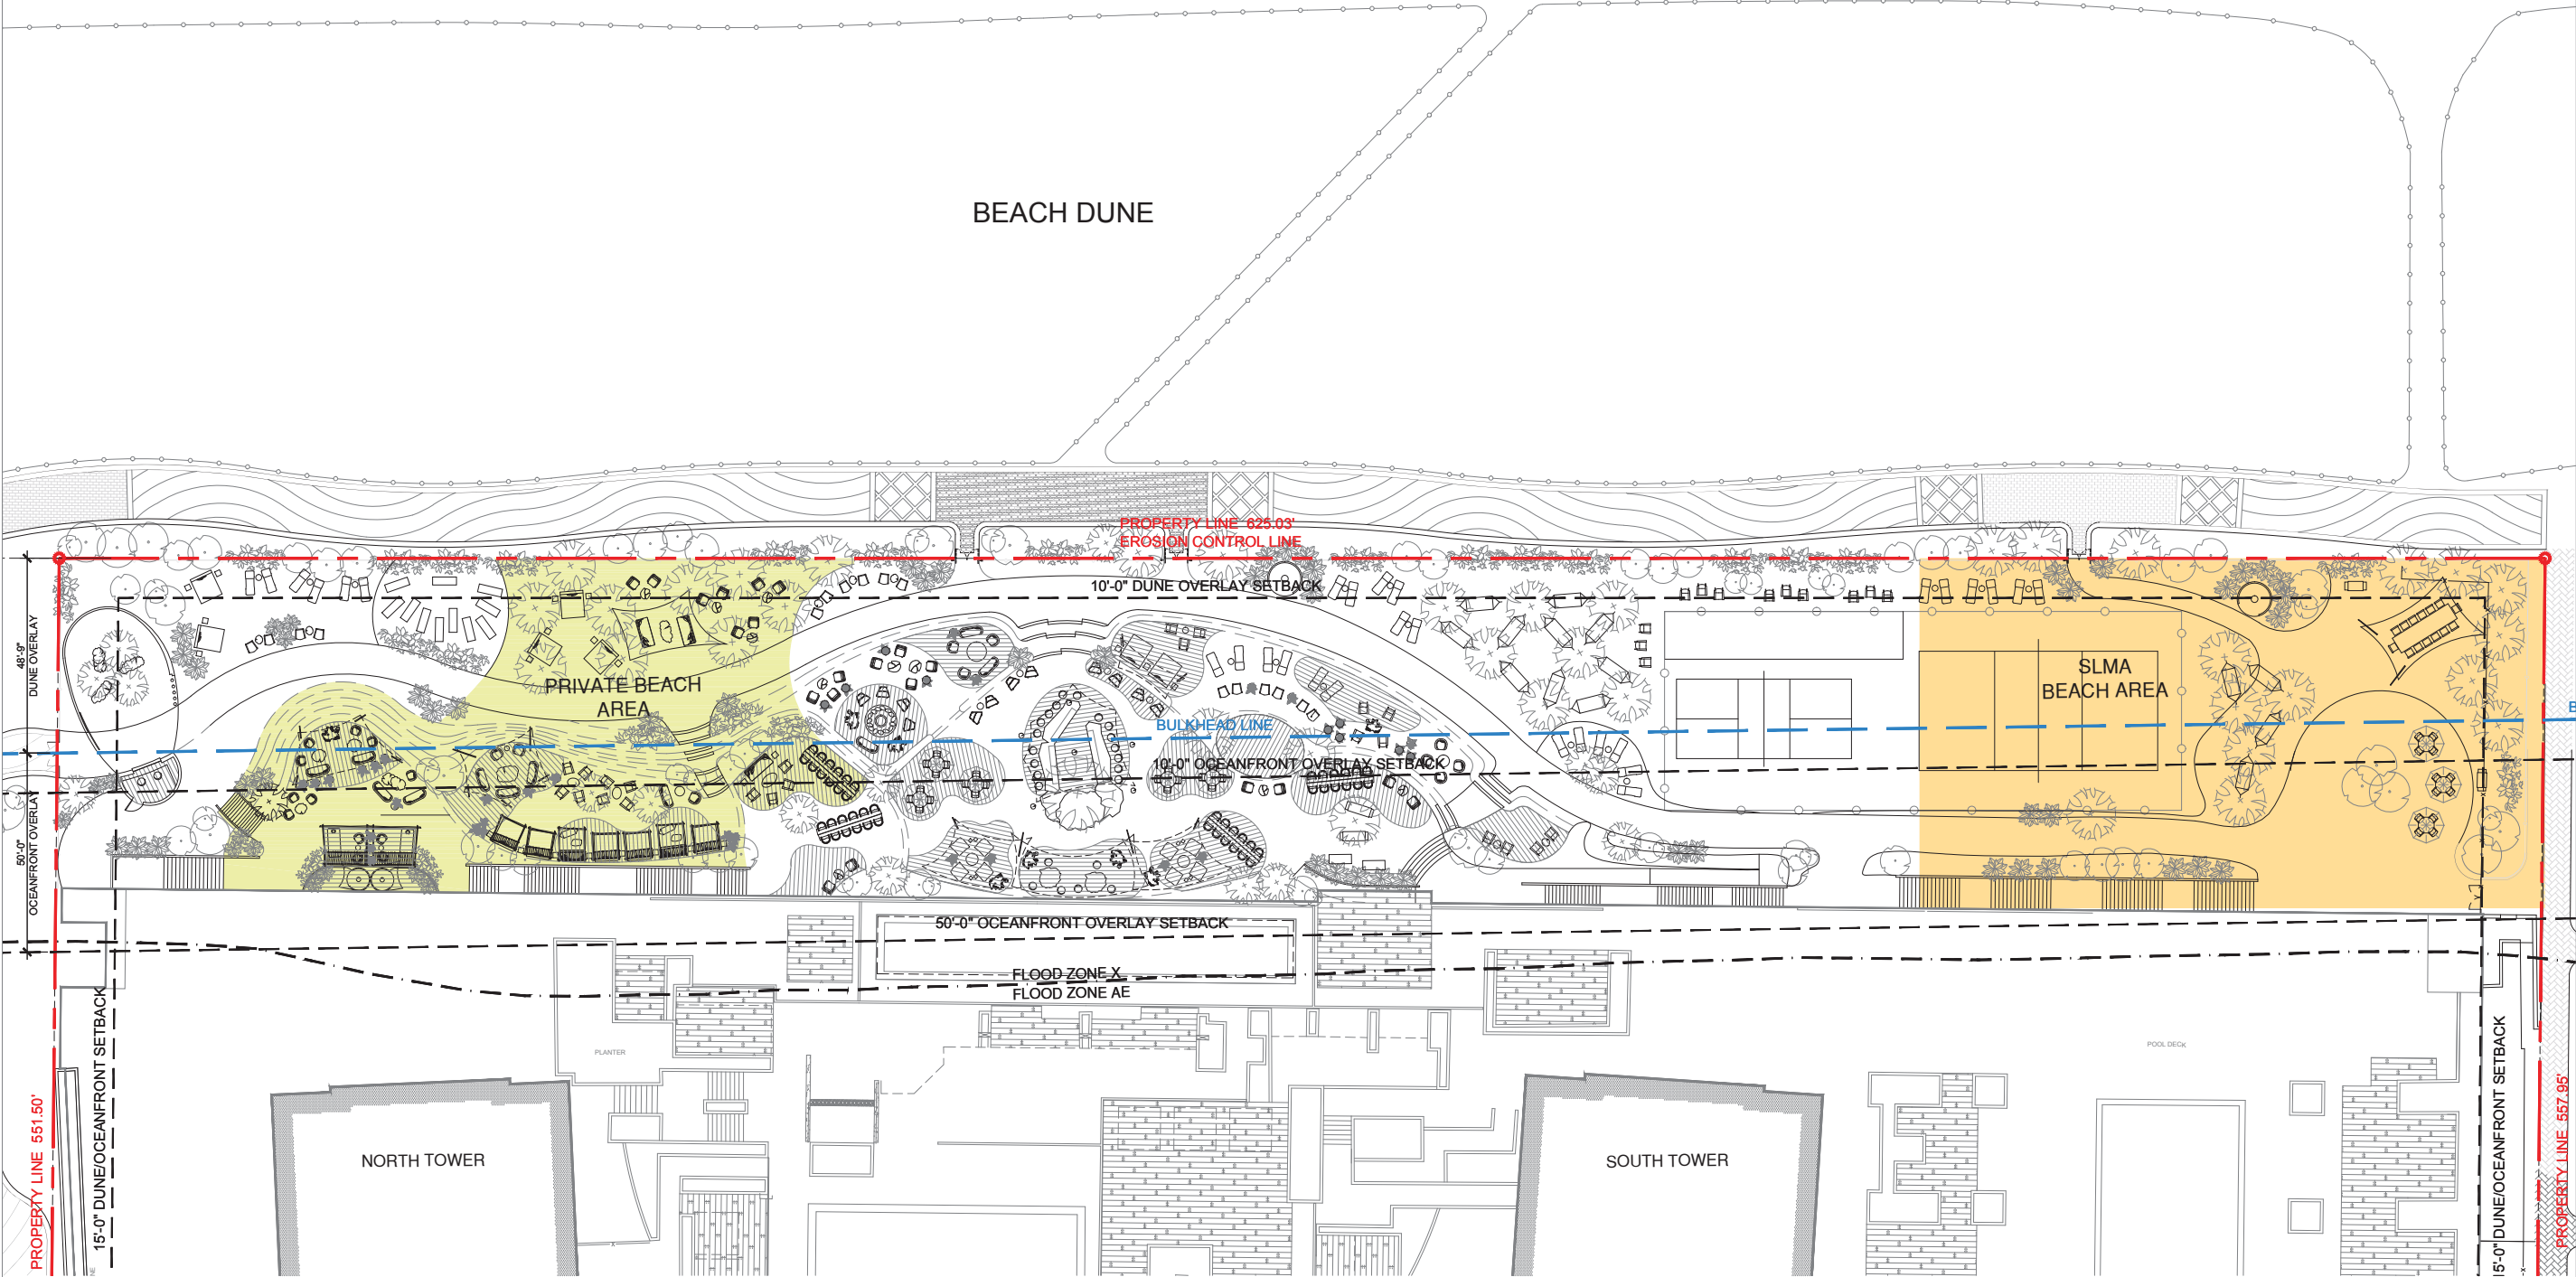 BEACH DUNE
PROPERTY LINE 625.03'
EROSION CONTROL LINE
10'-0" DUNE OVERLAY SETBACK
48'-9"
DUNE OVERLAY
PRIVATE BEACH
AREA
SLMA
BEACH AREA
BULKHEAD LINE
B
10'-0" OCEANFRONT OVERLAY SETBACK
50'-0"
OCEANFRONT OVERLAY
50'-0" OCEANFRONT OVERLAY SETBACK
FLOOD ZONE X
FLOOD ZONE AE
PLANTER
POOL DECK
NORTH TOWER
SOUTH TOWER
PROPERTY LINE 551.50'
15'-0" DUNE/OCEANFRONT SETBACK
NE
15'-0" DUNE/OCEANFRONT SETBACK
PROPERTY LINE 557.95'